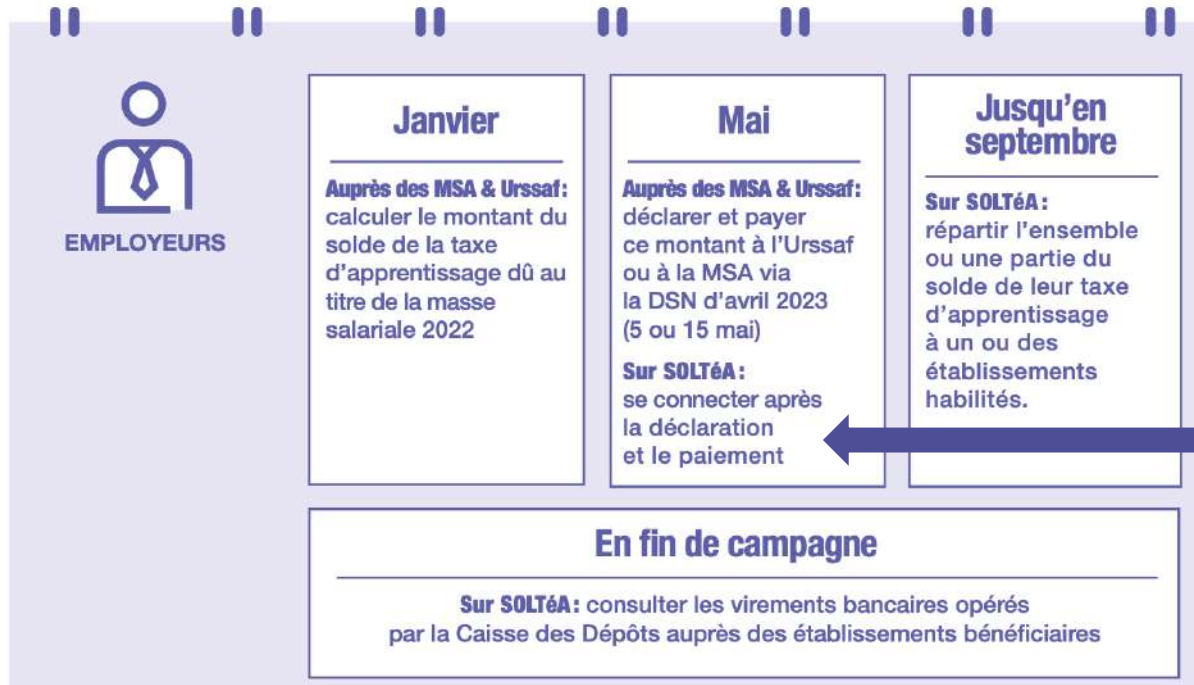 EMPLOYEURS
Janvier
Auprès des MSA & Urssaf :
calculer le montant du
solde de la taxe
d'apprentissage dû au
titre de la masse
salariale 2022
Mai
Auprès des MSA & Urssaf :
déclarer et payer
ce montant à l'Urssaf
ou à la MSA via
la DSN d'avril 2023
(5 ou 15 mai)
Sur SOLTéA :
se connecter après
la déclaration
et le paiement
Jusqu'en
septembre
Sur SOLTéA :
répartir l'ensemble
ou une partie du
solde de leur taxe
d'apprentissage
à un ou des
établissements
habilités.
En fin de campagne
Sur SOLTéA : consulter les virements bancaires opérés
par la Caisse des Dépôts auprès des établissements bénéficiaires